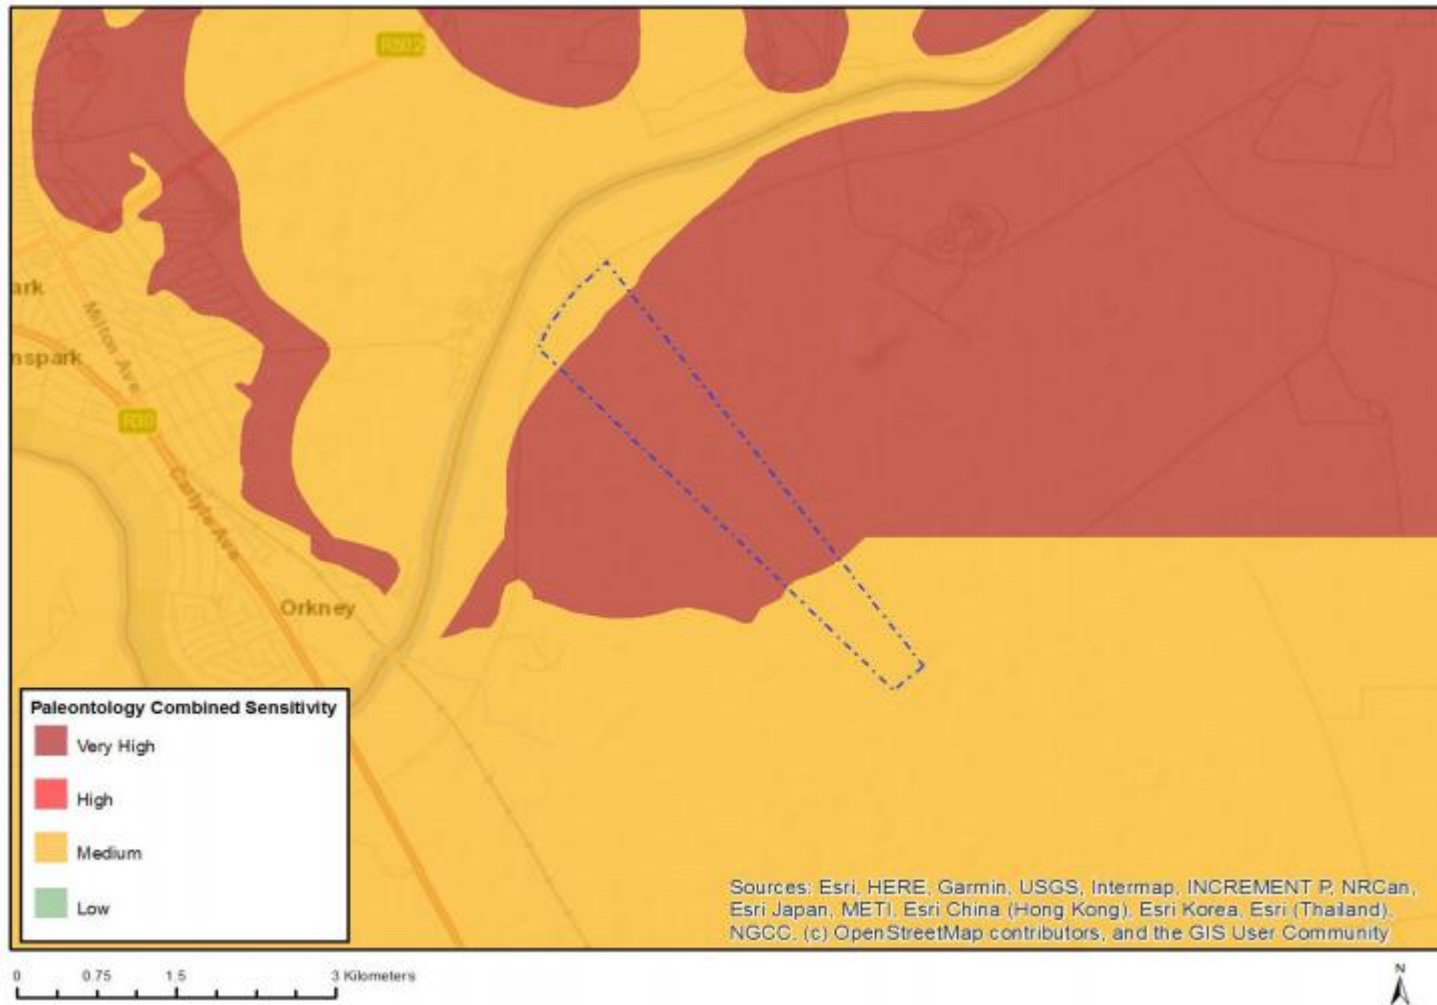 R502
ark
Milton Ave
nspark
R30
Carlyle Ave
Orkney
Paleontology Combined Sensitivity
Very High
High
Medium
Low
Sources: Esri, HERE, Garmin, USGS, Intermap, INCREMENT P, NRCan,
Esri Japan, METI, Esri China (Hong Kong), Esri Korea, Esri (Thailand),
NGCC, (c) OpenStreetMap contributors, and the GIS User Community
0 0.75 1.5 3 Kilometers
N